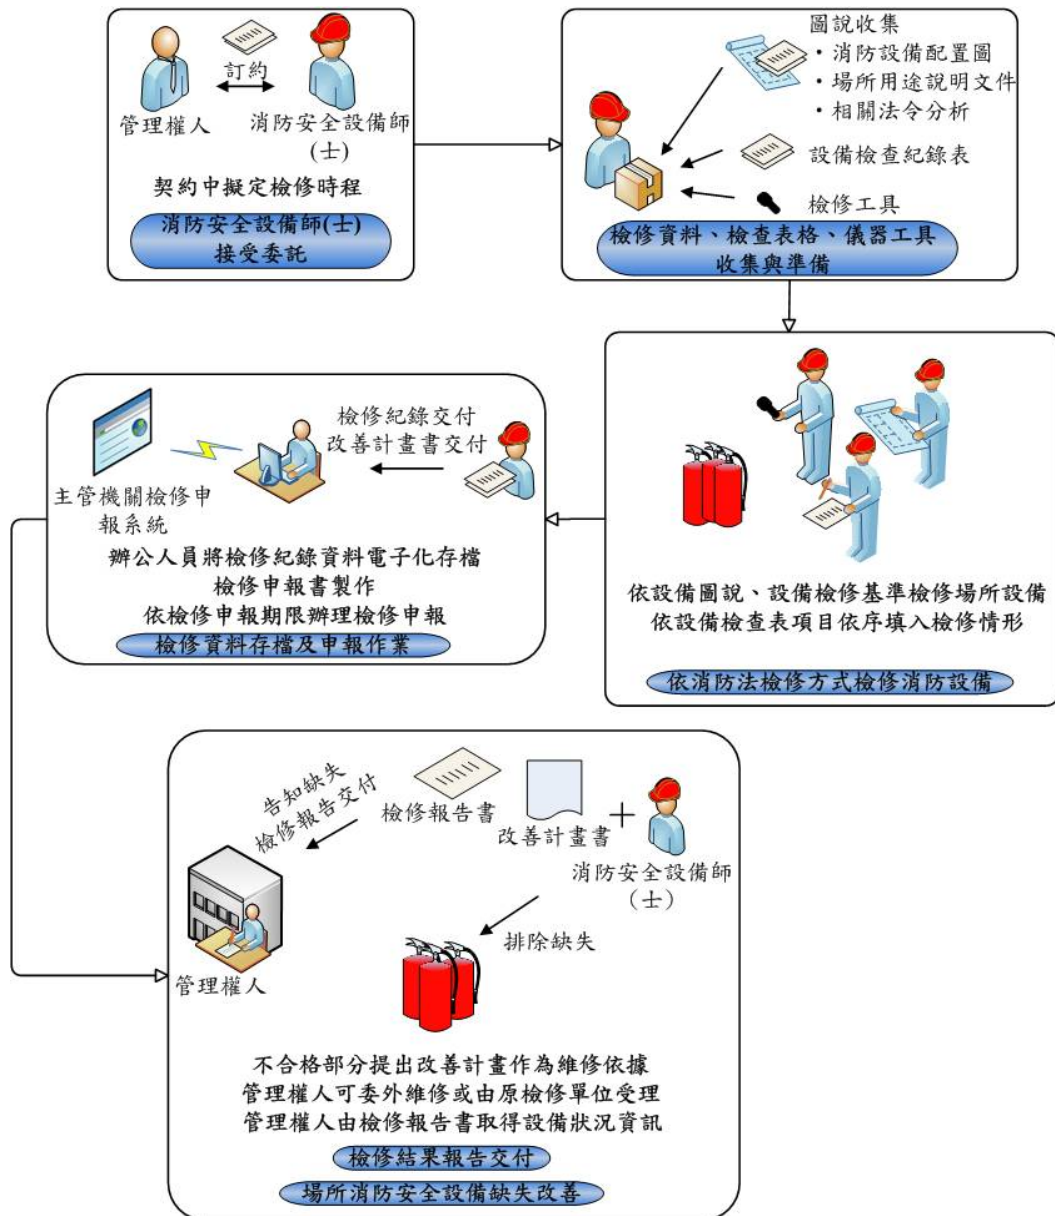 訂約
管理權人
消防安全設備師
(士)
契約中擬定檢修時程
消防安全設備師(士)
接受委託
圖說收集
·消防設備配置圖
·場所用途說明文件
·相關法令分析
設備檢查紀錄表
檢修工具
檢修資料、檢查表格、儀器工具
收集與準備
依設備圖說、設備檢修基準檢修場所設備
依設備檢查表項目依序填入檢修情形
依消防法檢修方式檢修消防設備
檢修紀錄交付
改善計畫書交付
主管機關檢修申
報系統
辦公人員將檢修紀錄資料電子化存檔
檢修申報書製作
依檢修申報期限辦理檢修申報
檢修資料存檔及申報作業
告知缺失
檢修報告交付
檢修報告書
改善計畫書
消防安全設備師
（士）
排除缺失
管理權人
不合格部分提出改善計畫作為維修依據
管理權人可委外維修或由原檢修單位受理
管理權人由檢修報告書取得設備狀況資訊
檢修結果報告交付
場所消防安全設備缺失改善